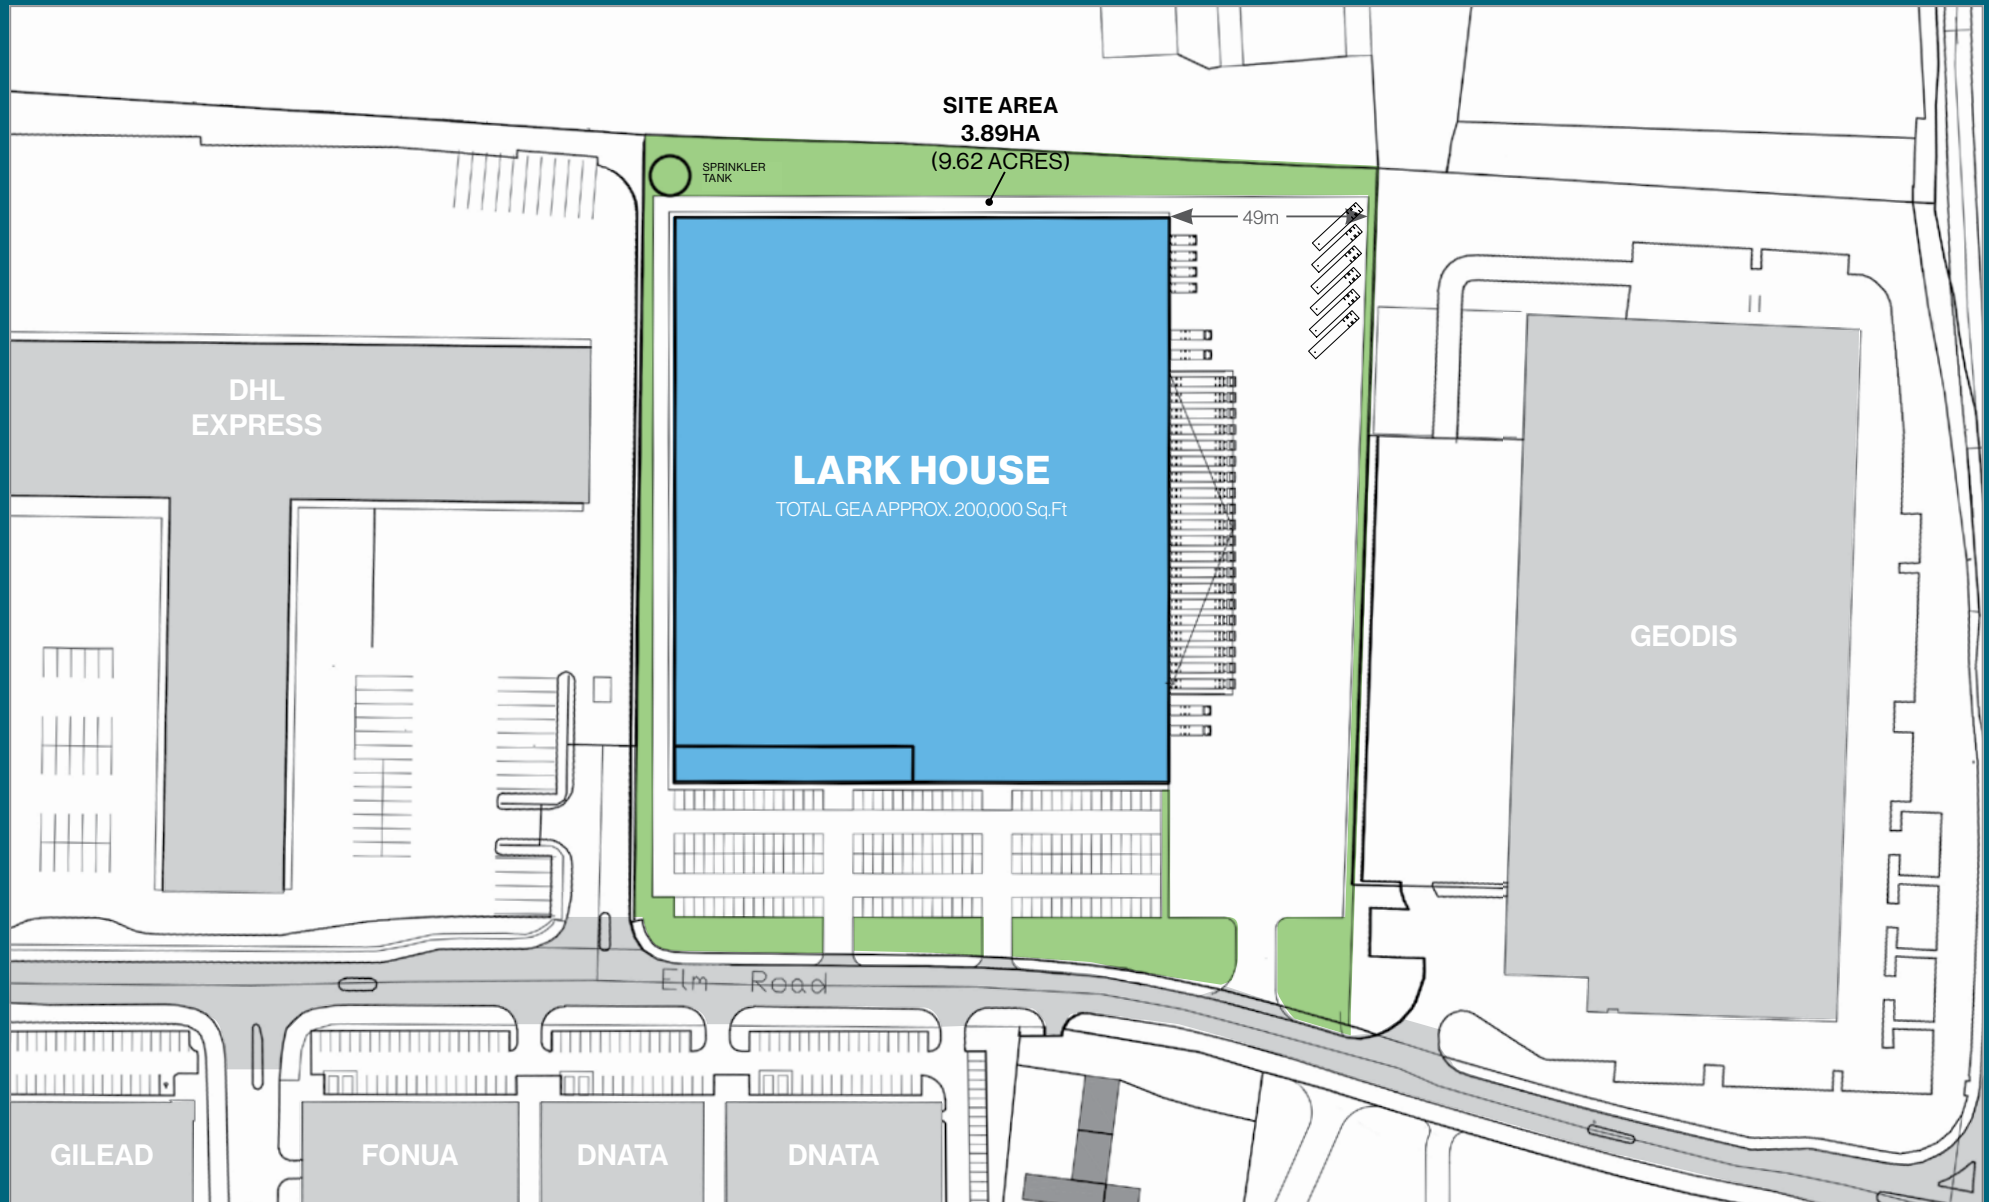 SITE AREA
3.89HA
(9.62 ACRES)
SPRINKLER
TANK
49m
DHL
EXPRESS
LARK HOUSE
TOTAL GEA APPROX. 200,000 Sq.Ft
GEODIS
Elm Road
GILEAD
FONUA
DNATA
DNATA